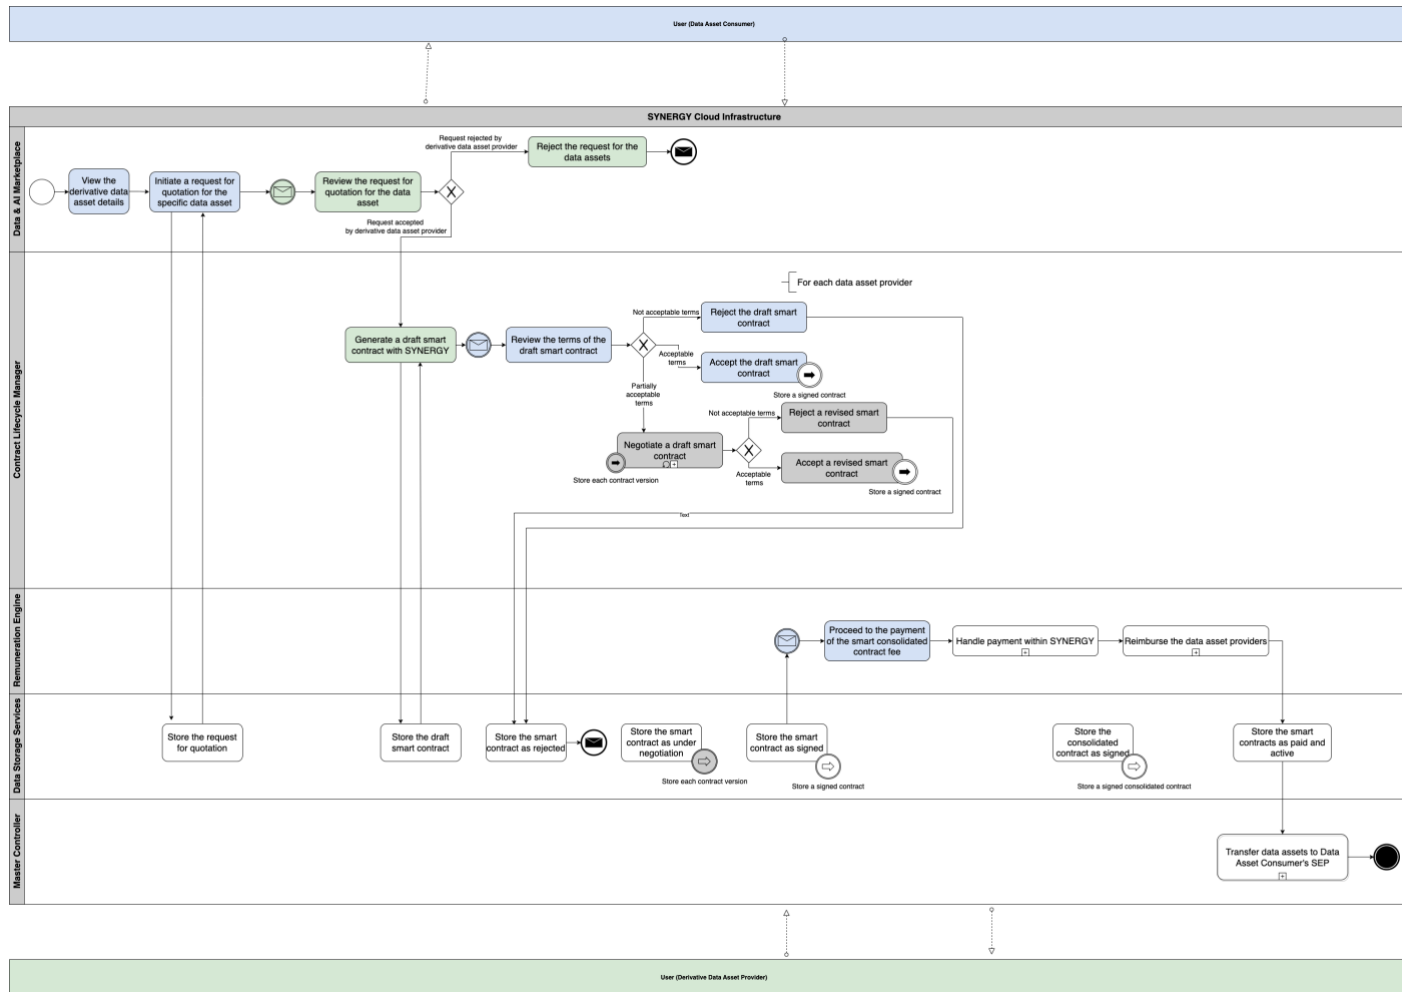 User (Data Asset Consumer)
SYNERGY Cloud Infrastructure
Data & AI Marketplace
View the
derivative data
asset details
Initiate a request for
quotation for the
specific data asset
Review the request for
quotation for the data
asset
X
Request rejected by
derivative data asset provider
Reject the request for the
data assets
Request accepted
by derivative data asset provider
Contract Lifecycle Manager
For each data asset provider
Generate a draft smart
contract with SYNERGY
Review the terms of the
draft smart contract
X
Not acceptable terms
Reject the draft smart
contract
Acceptable
terms
Accept the draft smart
contract
Store a signed contract
Partially
acceptable
terms
Negotiate a draft smart
contract
Store each contract version
X
Not acceptable terms
Reject a revised smart
contract
Acceptable
terms
Accept a revised smart
contract
Store a signed contract
Text
Remuneration Engine
Proceed to the payment
of the smart consolidated
contract fee
Handle payment within SYNERGY
Reimburse the data asset providers
Data Storage Services
Store the request
for quotation
Store the draft
smart contract
Store the smart
contract as rejected
Store the smart
contract as under
negotiation
Store each contract version
Store the smart
contract as signed
Store a signed contract
Store the
consolidated
contract as signed
Store a signed consolidated contract
Store the smart
contracts as paid and
active
Master Controller
Transfer data assets to Data
Asset Consumer's SEP
User (Derivative Data Asset Provider)